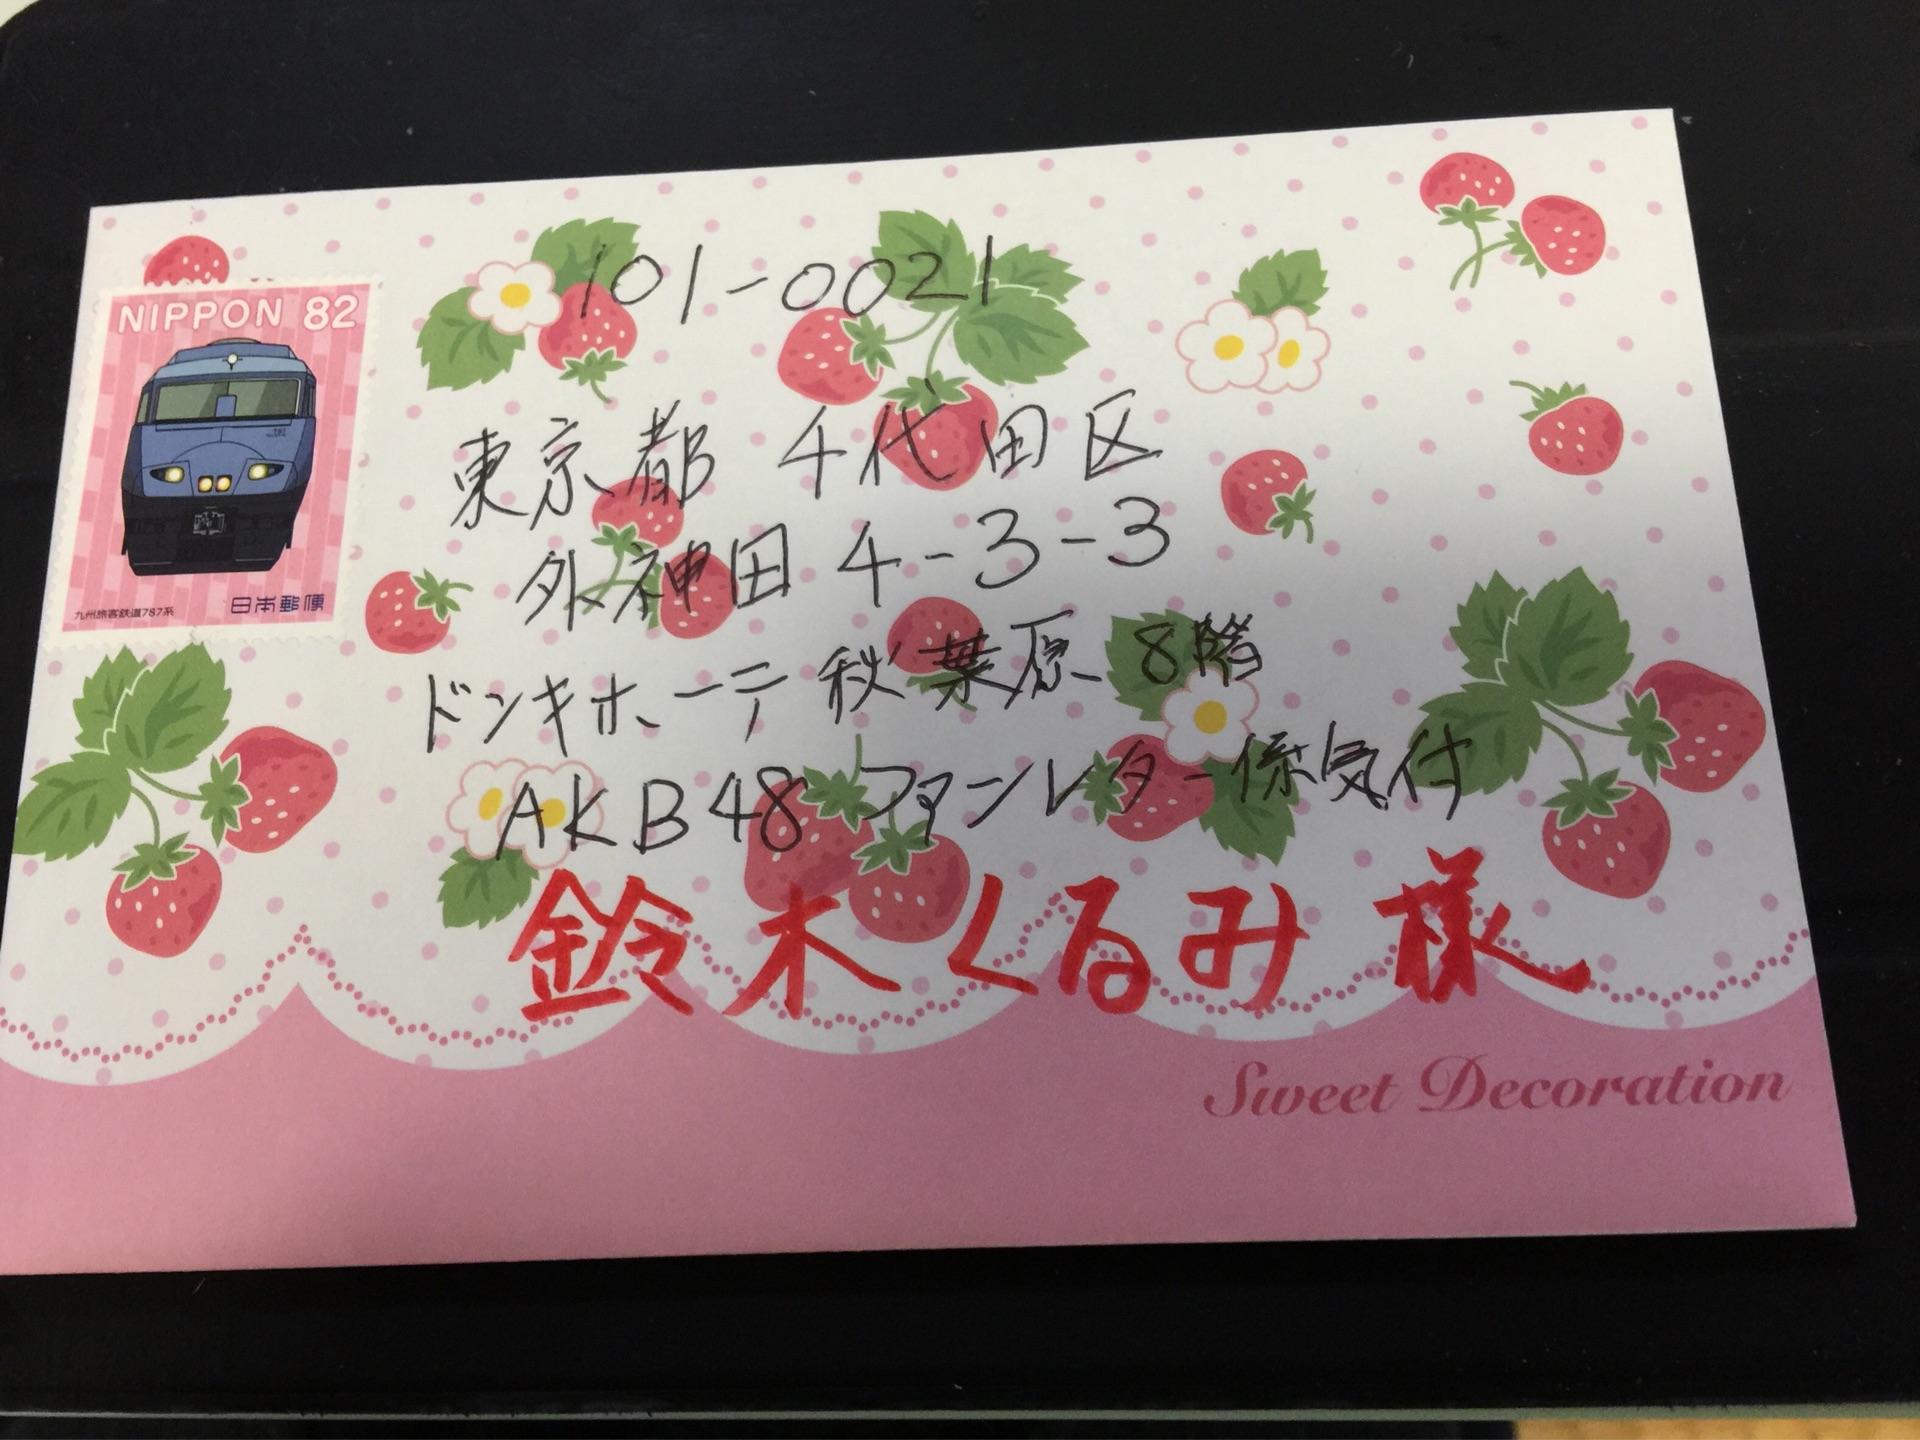 NIPPON 82
九州旅客鉄道787系 日本郵便
101-0021
東京都 千代田区
外神田 4-3-3
ドンキホーテ 秋葉原 8階
AKB48 ファンレター係気付
鈴木くるみ 様
Sweet Decoration